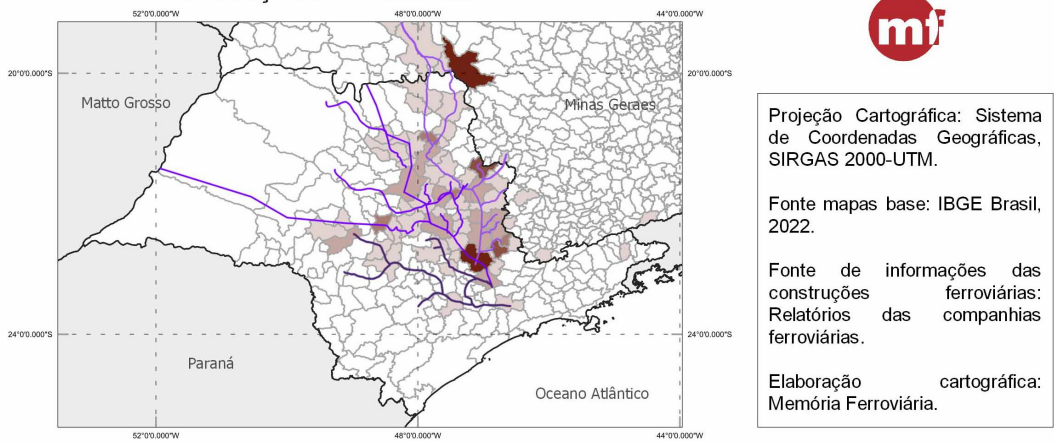 52°0'0.000"W
48°0'0.000"W
44°0'0.000"W
mf
20°0'0.000"S
20°0'0.000"S
Matto Grosso
Minas Geraes
Projeção Cartográfica: Sistema
de Coordenadas Geográficas,
SIRGAS 2000-UTM.
Fonte mapas base: IBGE Brasil,
2022.
Fonte de informações das
construções ferroviárias:
Relatórios das companhias
ferroviárias.
Elaboração cartográfica:
Memória Ferroviária.
24°0'0.000"S
24°0'0.000"S
Paraná
Oceano Atlântico
52°0'0.000"W
48°0'0.000"W
44°0'0.000"W